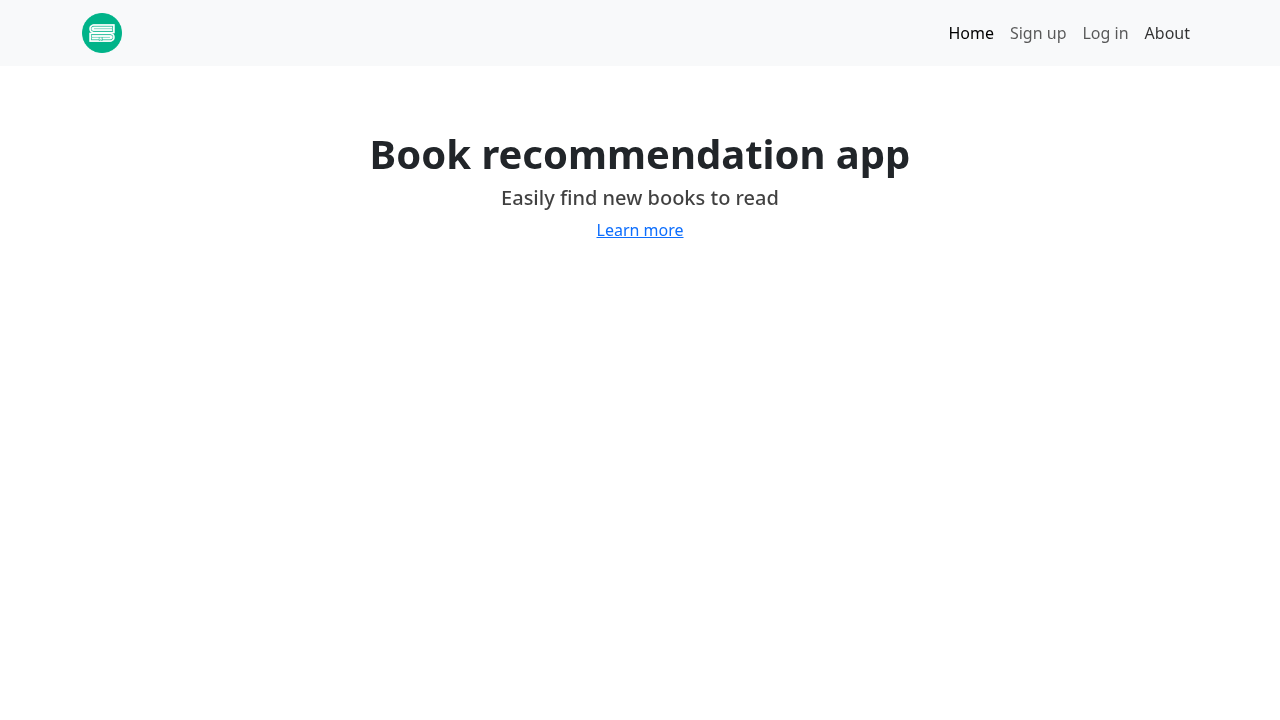 Home Sign up Log in About
Book recommendation app
Easily find new books to read
Learn more